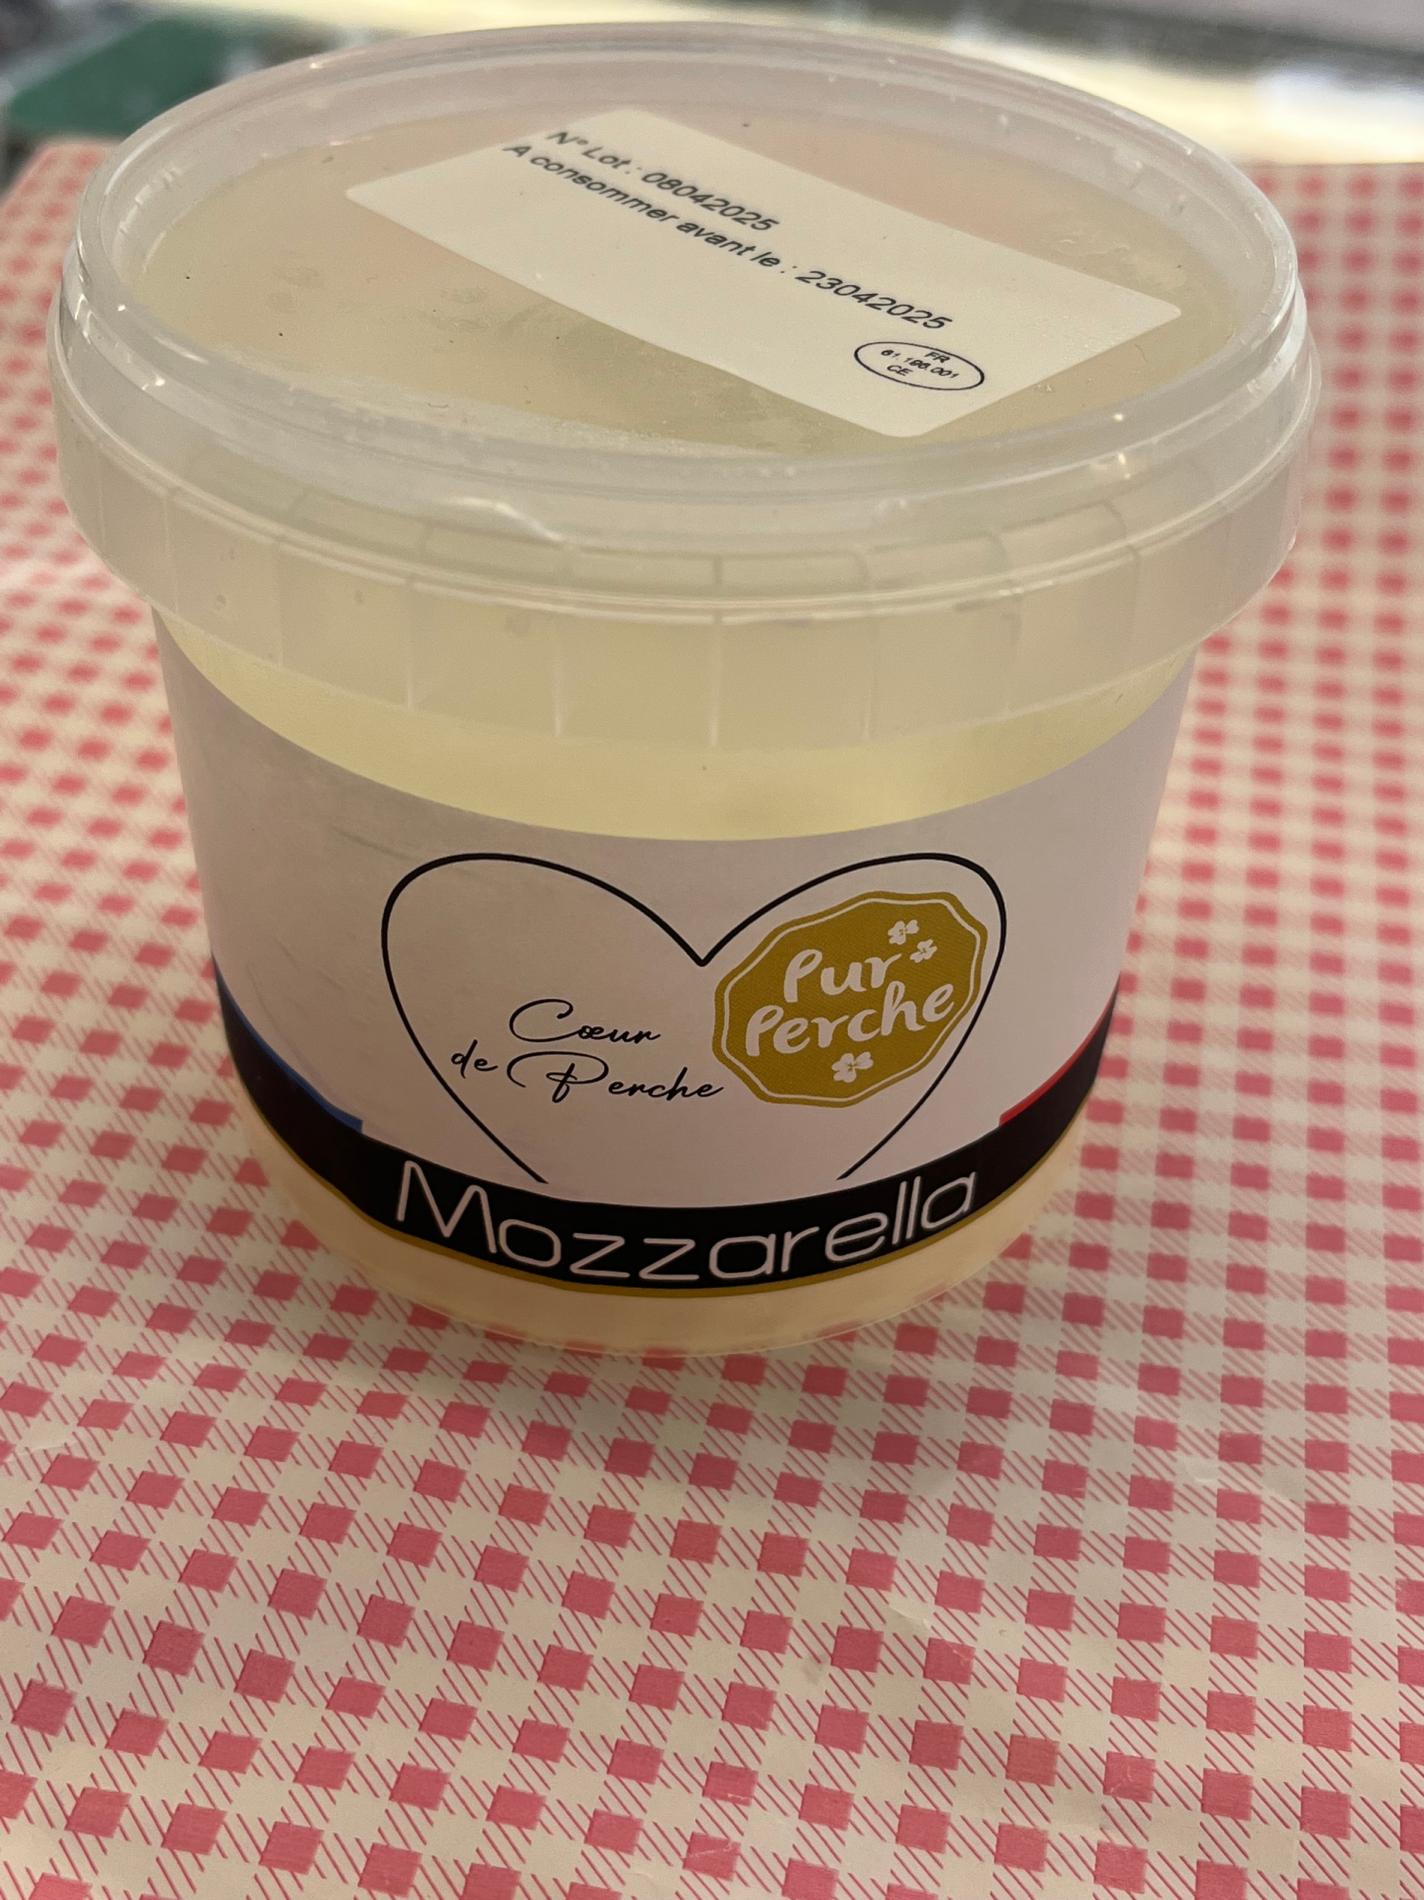 N° Lot : 08042025
A consommer avant le : 23042025
FR
61.196.001
CE
Cœur
de Perche
Pur
Perche
Mozzarella